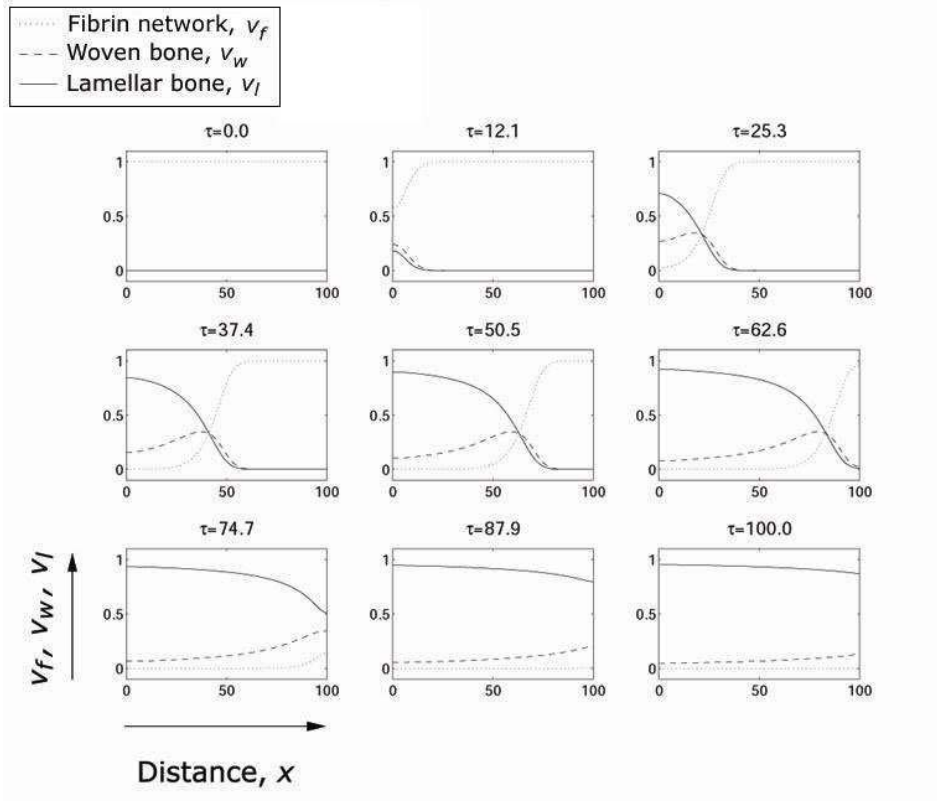 Fibrin network, v_f
Woven bone, v_w
Lamellar bone, v_l
τ=0.0 τ=12.1 τ=25.3
1 1 1
0.5 0.5 0.5
0 0 0
0 50 100 0 50 100 0 50 100
τ=37.4 τ=50.5 τ=62.6
1 1 1
0.5 0.5 0.5
0 0 0
0 50 100 0 50 100 0 50 100
τ=74.7 τ=87.9 τ=100.0
1 1 1
0.5 0.5 0.5
0 0 0
0 50 100 0 50 100 0 50 100
v_f, v_w, v_l
Distance, x